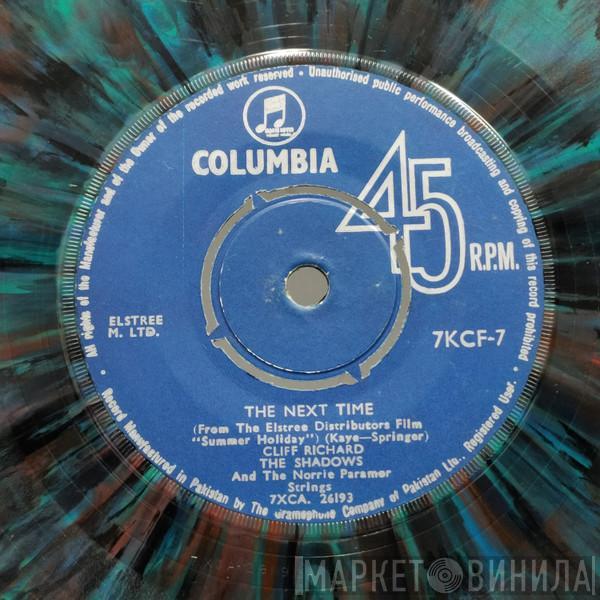 All rights of the Manufacturer and of the Owner of the recorded work reserved • Unauthorised public performance broadcasting and copying of this record prohibited
COLUMBIA
45
R.P.M.
ELSTREE
M. LTD.
7KCF-7
THE NEXT TIME
(From The Elstree Distributors Film
"Summer Holiday") (Kaye—Springer)
CLIFF RICHARD
THE SHADOWS
And The Norrie Paramor
Strings
7XCA. 26193
Record Manufactured in Pakistan by The Gramophone Company of Pakistan Ltd., Registered User.
МАРКЕТ ВИНИЛА